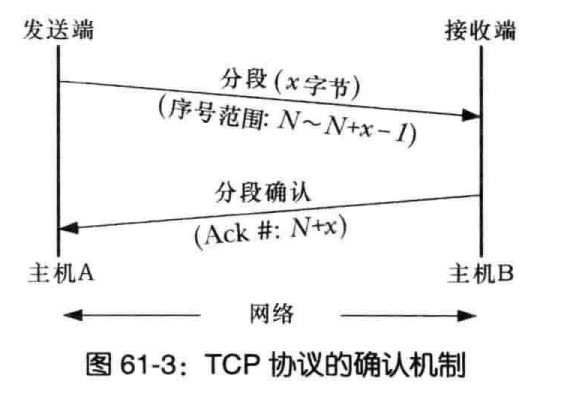 发送端 接收端
分段 (x字节)
(序号范围: N～N+x-1)
分段确认
(Ack #: N+x)
主机A 主机B
网络
图 61-3：TCP 协议的确认机制